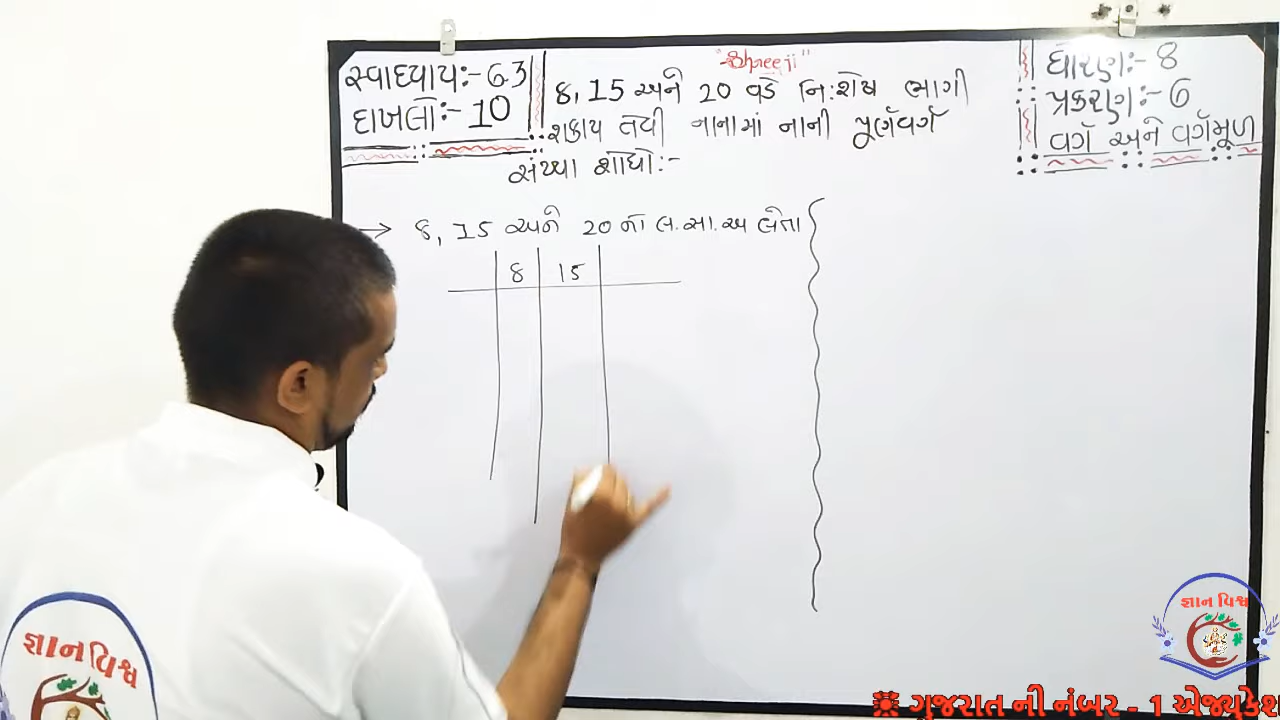 સ્વાધ્યાય:- 6.3
દાખલો:- 10
"Shreeji"
8, 15 અને 20 વડે નિ:શેષ ભાગી
શકાય તેવી નાનામાં નાની પૂર્ણવર્ગ
સંખ્યા શોધો:-
ધોરણ:- 8
પ્રકરણ:- 6
વર્ગ અને વર્ગમૂળ
→ 8, 15 અને 20 નો લ.સા.અ લેતા
8 15
જ્ઞાન વિશ્વ
જ્ઞાન વિશ્વ
ગુજરાત ની નંબર - 1 એજ્યુકેશ